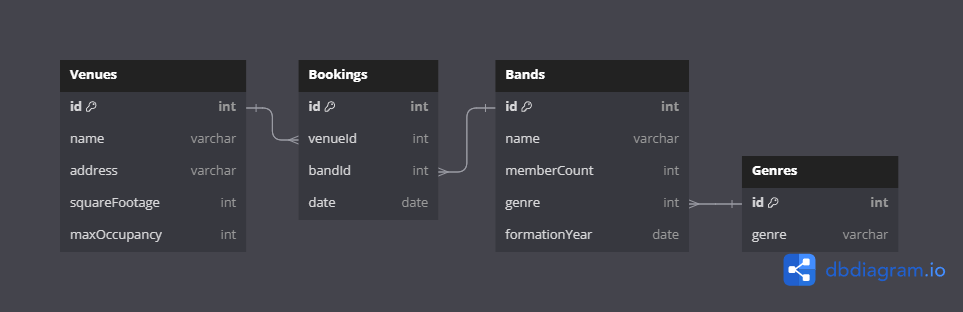 Venues
id int
name varchar
address varchar
squareFootage int
maxOccupancy int
Bookings
id int
venueId int
bandId int
date date
Bands
id int
name varchar
memberCount int
genre int
formationYear date
Genres
id int
genre varchar
dbdiagram.io